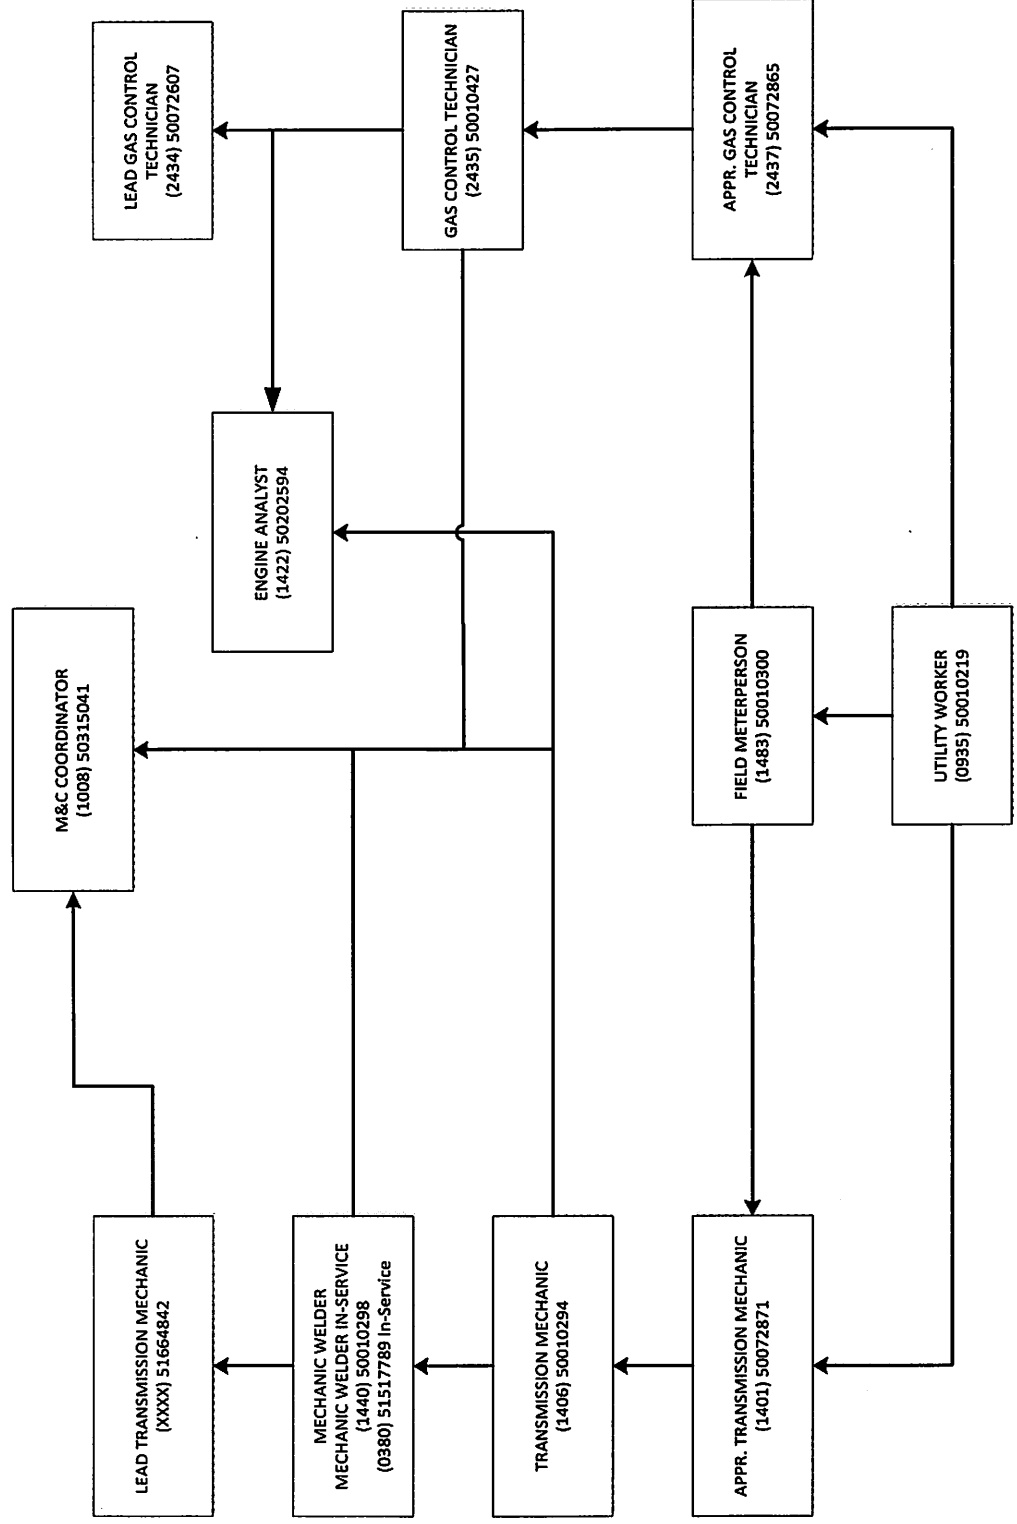 LEAD TRANSMISSION MECHANIC
(XXXX) 51664842
MECHANIC WELDER
MECHANIC WELDER IN-SERVICE
(1440) 50010298
(0380) 51517789 In-Service
TRANSMISSION MECHANIC
(1406) 50010294
APPR. TRANSMISSION MECHANIC
(1401) 50072871
M&C COORDINATOR
(1008) 50315041
FIELD METERPERSON
(1483) 50010300
UTILITY WORKER
(0935) 50010219
ENGINE ANALYST
(1422) 50202594
LEAD GAS CONTROL
TECHNICIAN
(2434) 50072607
GAS CONTROL TECHNICIAN
(2435) 50010427
APPR. GAS CONTROL
TECHNICIAN
(2437) 50072865